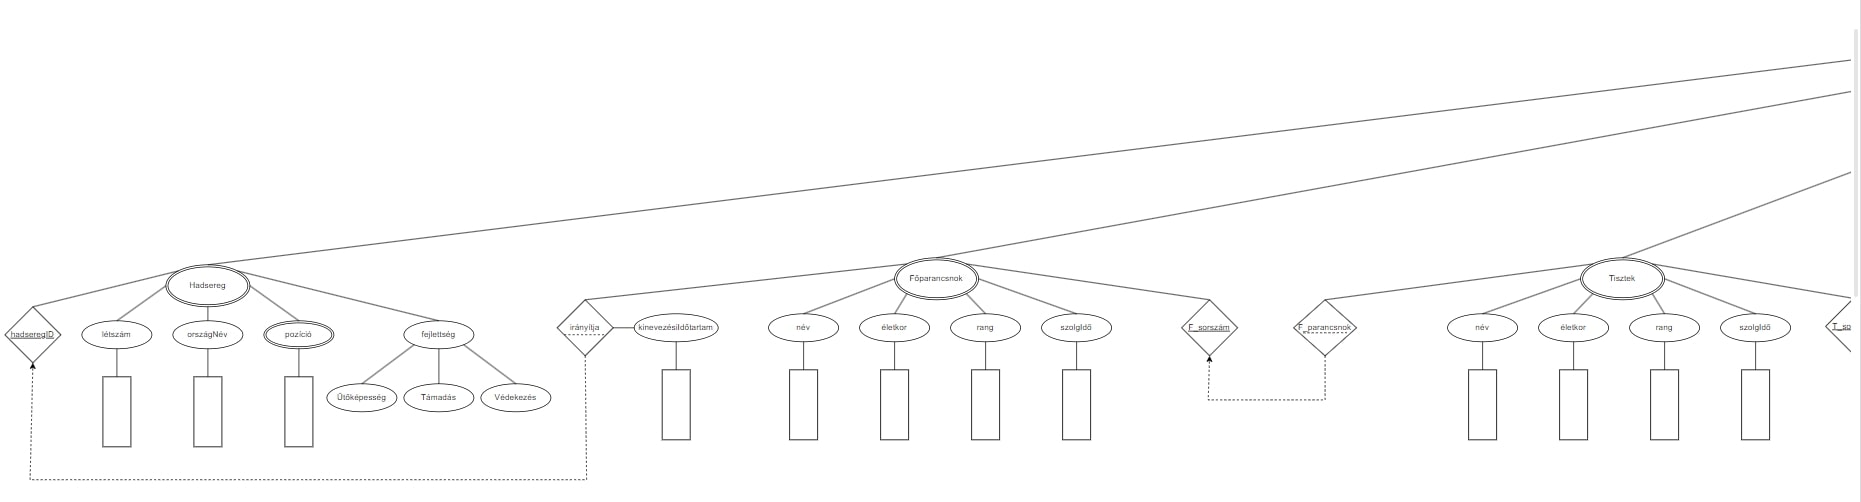 Hadsereg
Főparancsnok
Tisztek
hadseregID
létszám
országNév
pozíció
fejlettség
irányítja
kinevezésiIdőtartam
név
életkor
rang
szolgIdő
F_sorszám
F_parancsnok
név
életkor
rang
szolgIdő
T_so
Ütőképesség
Támadás
Védekezés